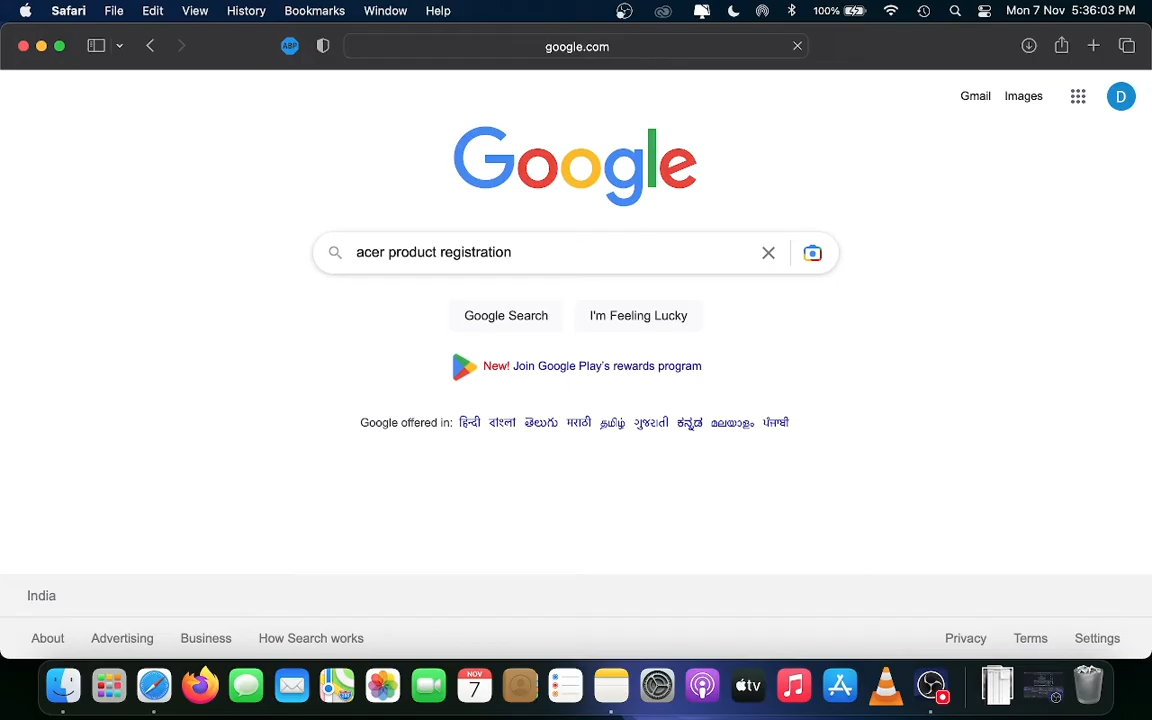 Safari File Edit View History Bookmarks Window Help 100% Mon 7 Nov 5:36:03 PM
ABP google.com
Gmail Images D
Google
acer product registration
Google Search I'm Feeling Lucky
New! Join Google Play's rewards program
Google offered in: हिन्दी বাংলা తెలుగు मराठी தமிழ் ગુજરાતી ಕನ್ನಡ മലയാളം ਪੰਜਾਬੀ
India
About Advertising Business How Search works Privacy Terms Settings
NOV
7
tv